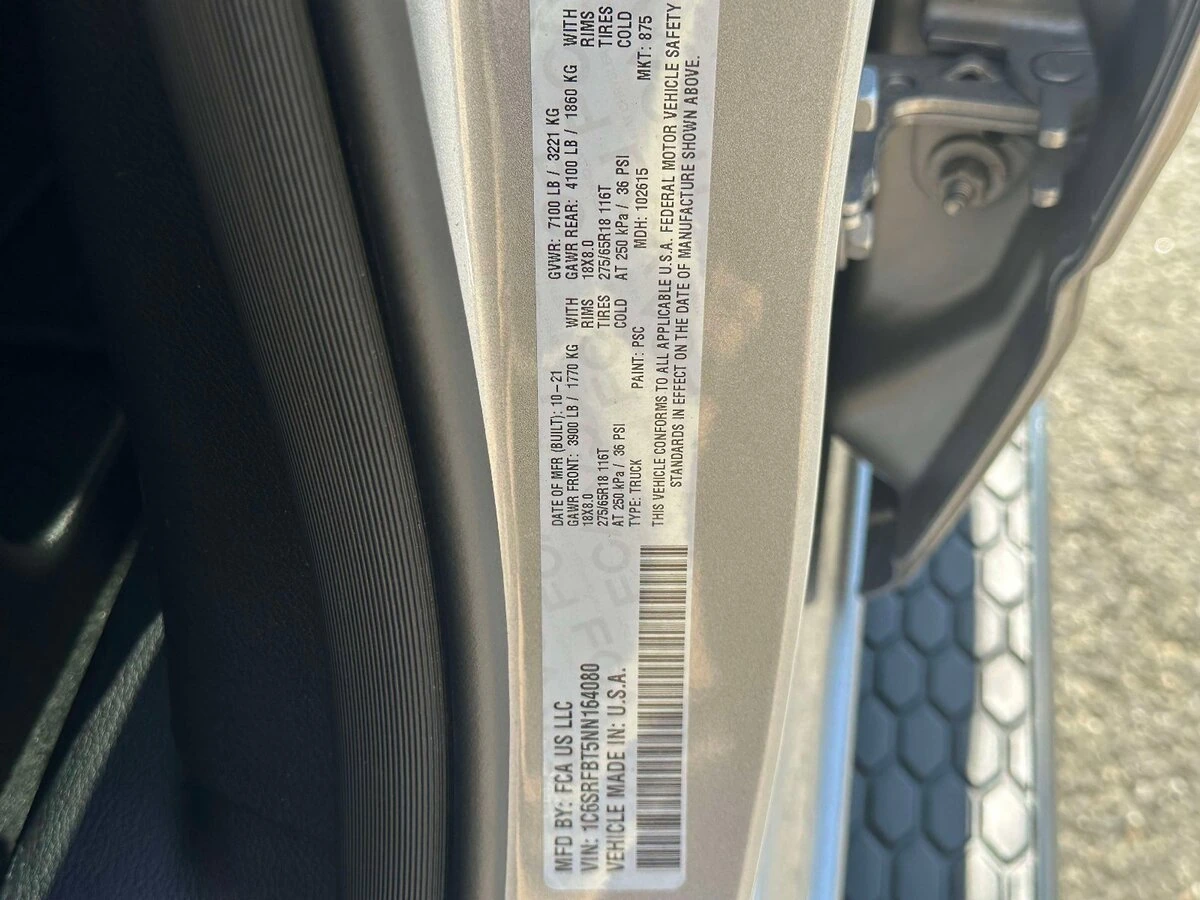 MFD BY: FCA US LLC
VIN: 1C6SRFBT5NN164080
VEHICLE MADE IN: U.S.A.
DATE OF MFR (BUILT): 10-21 GVWR: 7100 LB / 3221 KG
GAWR FRONT: 3900 LB / 1770 KG WITH GAWR REAR: 4100 LB / 1860 KG WITH
18X8.0 RIMS 18X8.0 RIMS
275/65R18 116T TIRES 275/65R18 116T TIRES
AT 250 kPa / 36 PSI COLD AT 250 kPa / 36 PSI COLD
TYPE: TRUCK PAINT: PSC MDH: 102615 MKT: 875
THIS VEHICLE CONFORMS TO ALL APPLICABLE U.S.A. FEDERAL MOTOR VEHICLE SAFETY
STANDARDS IN EFFECT ON THE DATE OF MANUFACTURE SHOWN ABOVE.